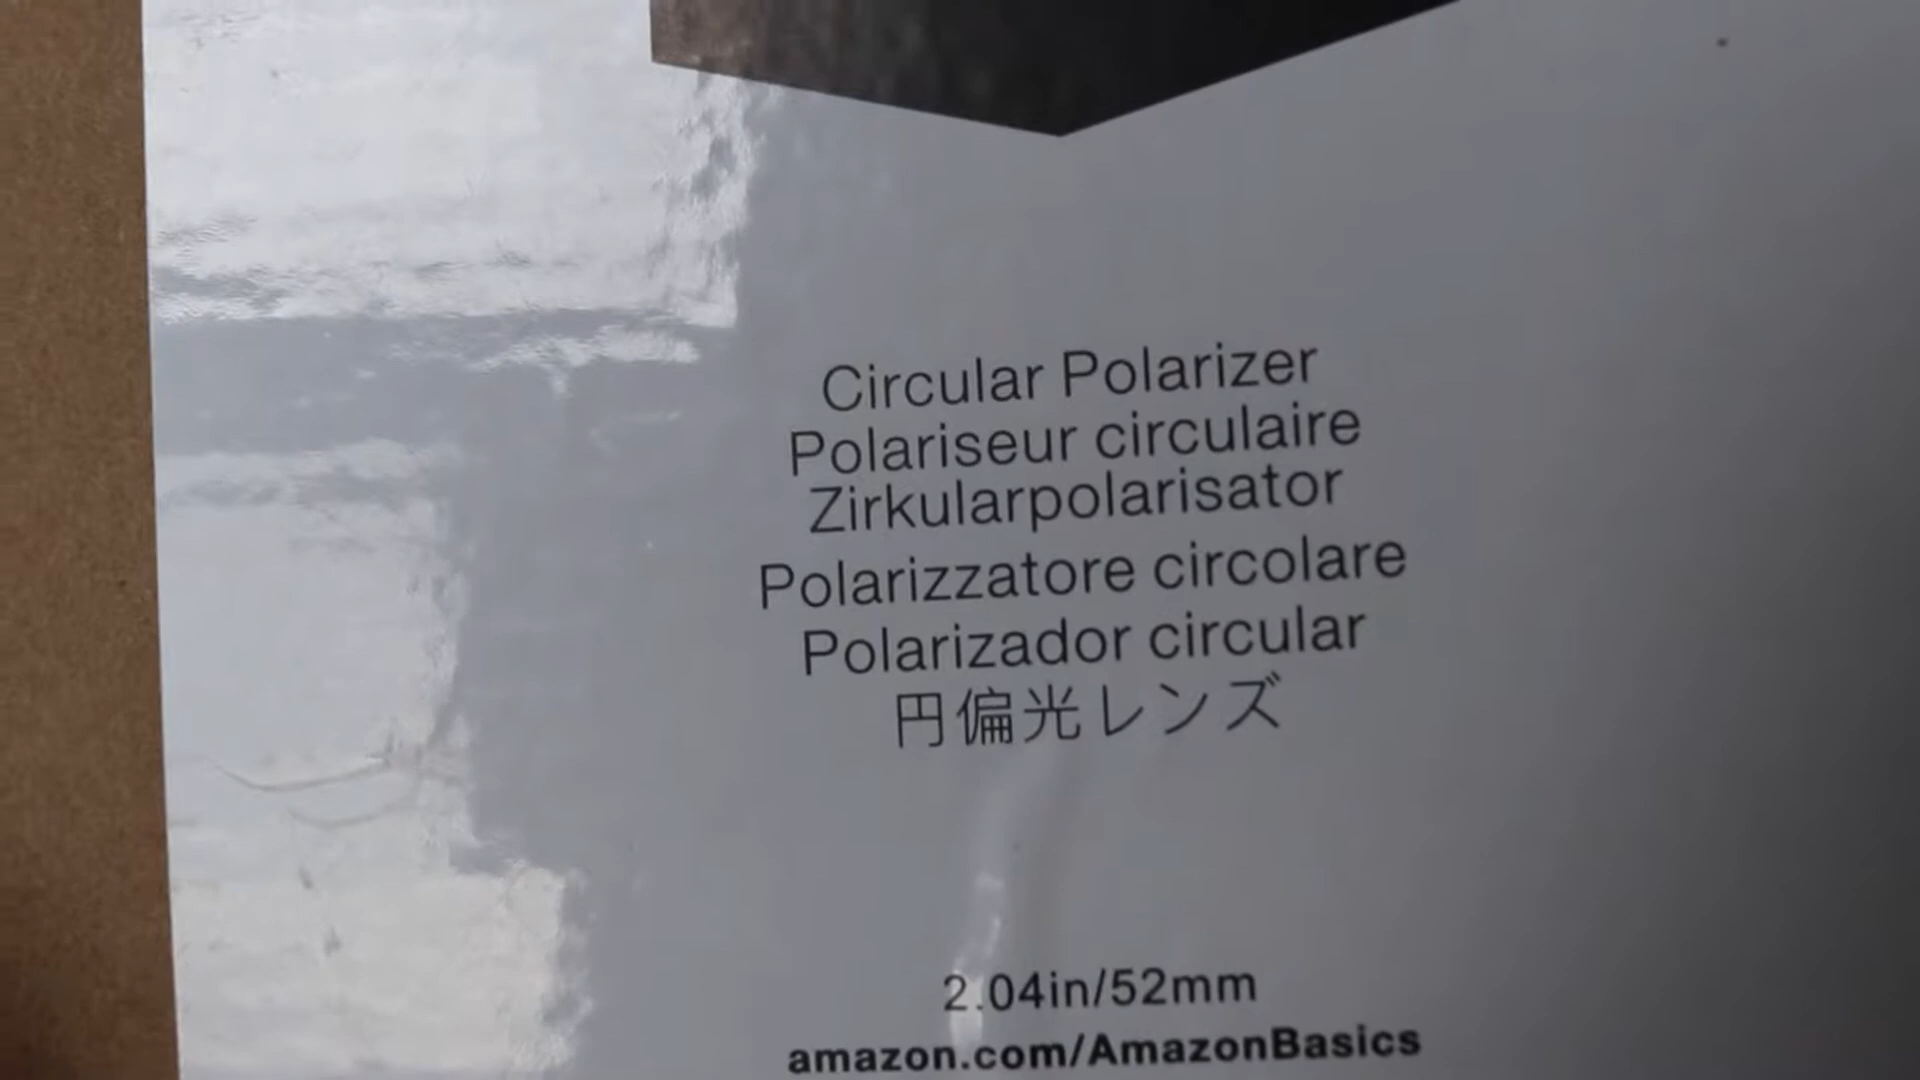 Circular Polarizer
Polariseur circulaire
Zirkularpolarisator
Polarizzatore circolare
Polarizador circular
円偏光レンズ
2.04in/52mm
amazon.com/AmazonBasics